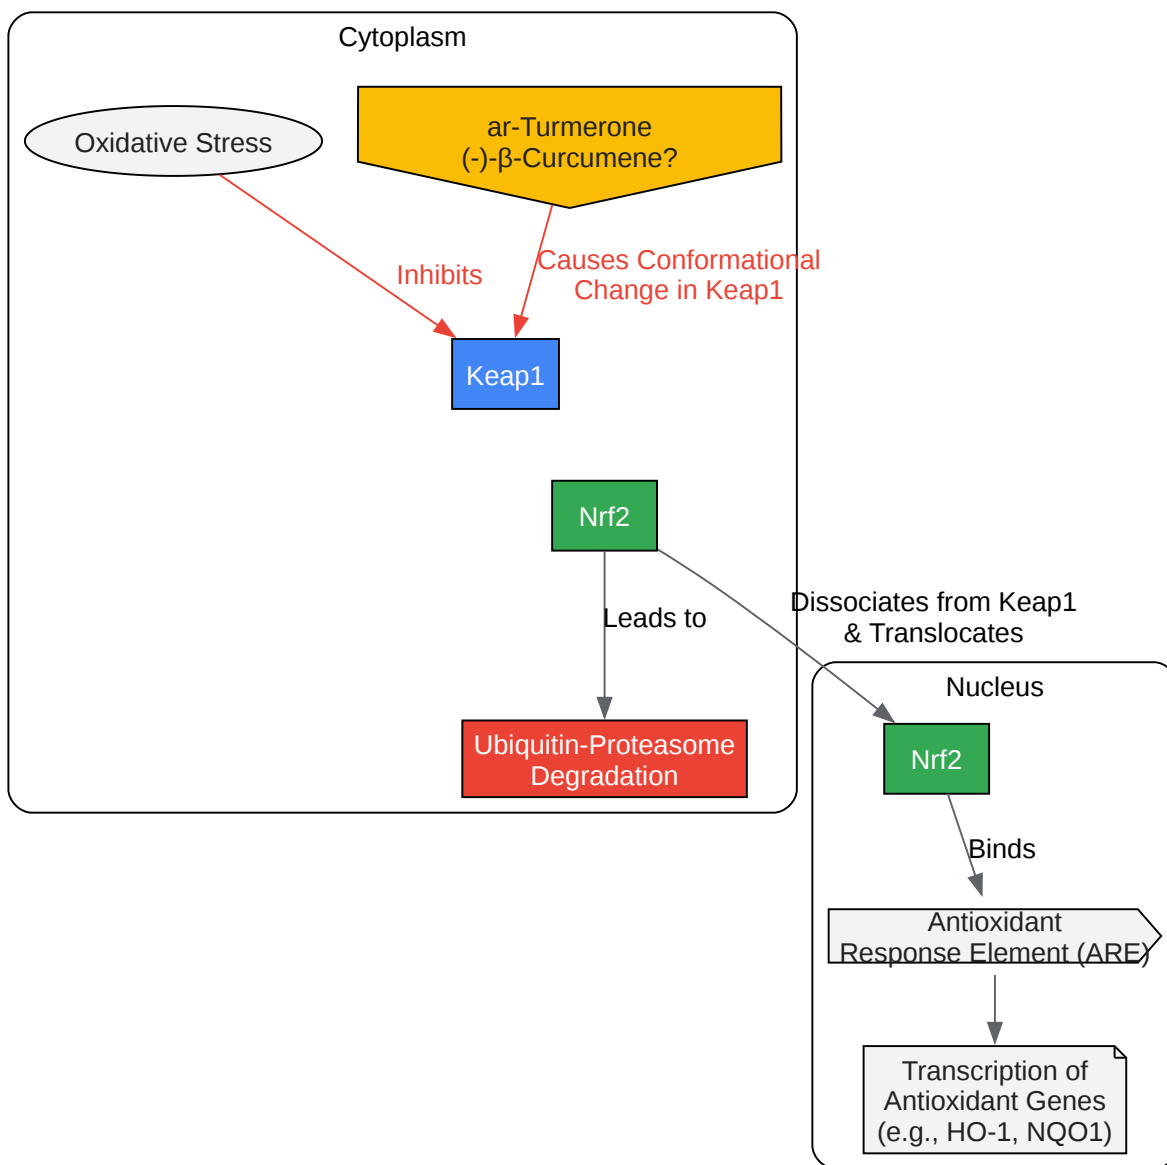 Cytoplasm
Oxidative Stress
ar-Turmerone
(-)-β-Curcumene?
Inhibits
Causes Conformational
Change in Keap1
Keap1
Nrf2
Leads to
Dissociates from Keap1
& Translocates
Ubiquitin-Proteasome
Degradation
Nucleus
Nrf2
Binds
Antioxidant
Response Element (ARE)
Transcription of
Antioxidant Genes
(e.g., HO-1, NQO1)